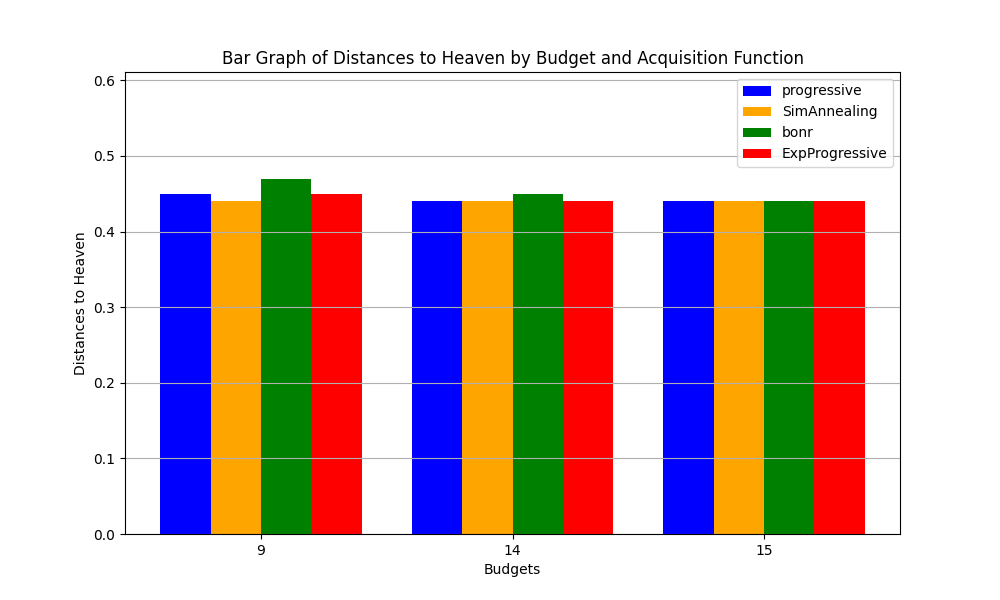 Bar Graph of Distances to Heaven by Budget and Acquisition Function
0.6
0.5
0.4
0.3
0.2
0.1
0.0
Distances to Heaven
progressive
SimAnnealing
bonr
ExpProgressive
9
14
15
Budgets